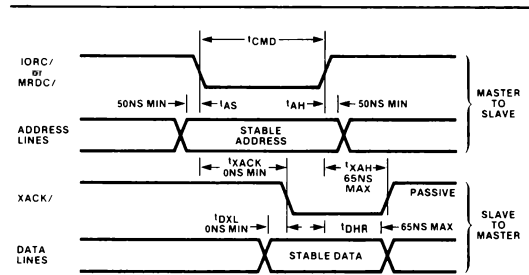 tCMD
IORC/
or
MRDC/
50NS MIN
tAS
tAH
50NS MIN
MASTER
TO
SLAVE
ADDRESS
LINES
STABLE
ADDRESS
tXACK
0NS MIN
tXAH
65NS
MAX
XACK/
PASSIVE
tDXL
0NS MIN
tDHR
65NS MAX
SLAVE
TO
MASTER
DATA
LINES
STABLE DATA